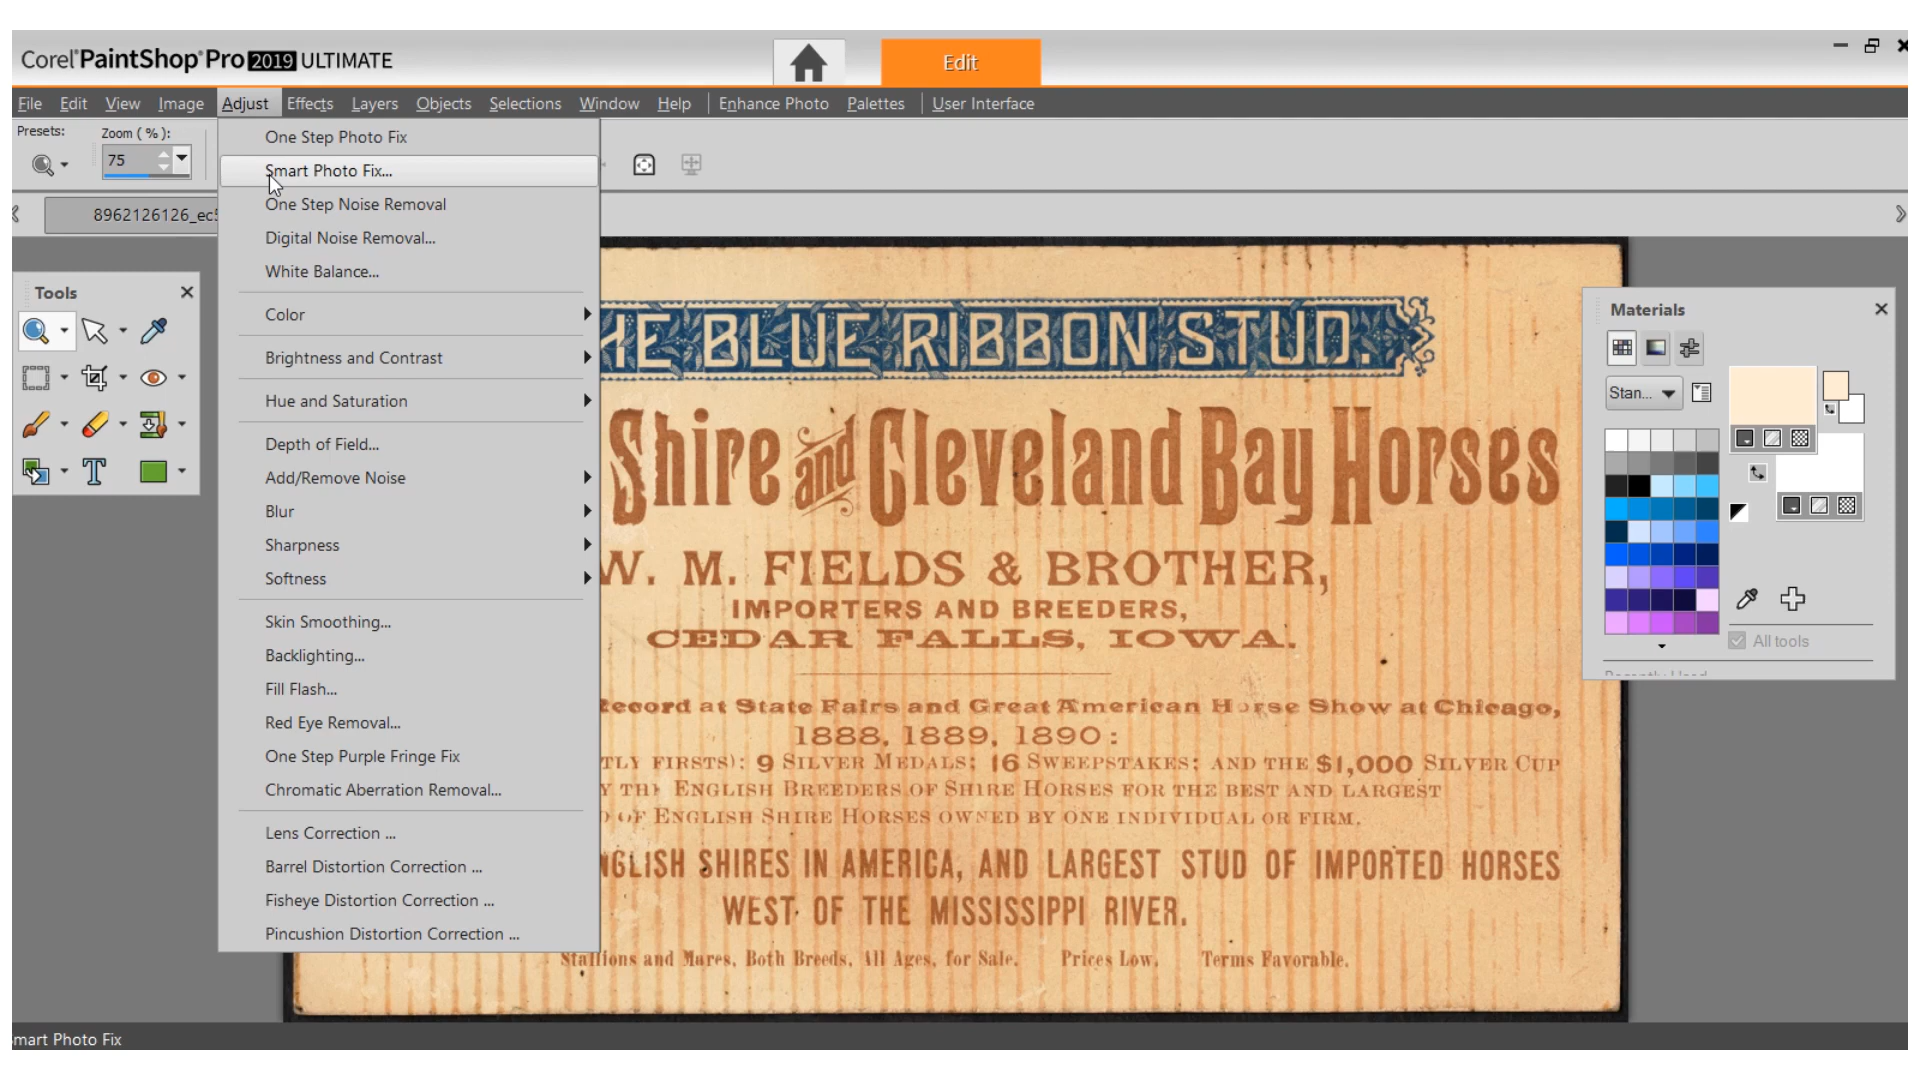 Corel PaintShop Pro 2019 ULTIMATE
Edit
File Edit View Image Adjust Effects Layers Objects Selections Window Help Enhance Photo Palettes User Interface
Presets:
Zoom ( % ):
75
8962126126_ec5
One Step Photo Fix
Smart Photo Fix...
One Step Noise Removal
Digital Noise Removal...
White Balance...
Color
Brightness and Contrast
Hue and Saturation
Depth of Field...
Add/Remove Noise
Blur
Sharpness
Softness
Skin Smoothing...
Backlighting...
Fill Flash...
Red Eye Removal...
One Step Purple Fringe Fix
Chromatic Aberration Removal...
Lens Correction ...
Barrel Distortion Correction ...
Fisheye Distortion Correction ...
Pincushion Distortion Correction ...
Tools
HE BLUE RIBBON STUD.
Shire and Cleveland Bay Horses
W. M. FIELDS & BROTHER,
IMPORTERS AND BREEDERS,
CEDAR FALLS, IOWA.
Record at State Fairs and Great American Horse Show at Chicago,
1888, 1889, 1890:
TLY FIRSTS); 9 SILVER MEDALS; 16 SWEEPSTAKES; AND THE $1,000 SILVER CUP
Y THE ENGLISH BREEDERS OF SHIRE HORSES FOR THE BEST AND LARGEST
OF ENGLISH SHIRE HORSES OWNED BY ONE INDIVIDUAL OR FIRM.
NGLISH SHIRES IN AMERICA, AND LARGEST STUD OF IMPORTED HORSES
WEST OF THE MISSISSIPPI RIVER.
Stallions and Mares, Both Breeds, All Ages, for Sale. Prices Low. Terms Favorable.
Materials
Stan...
All tools
mart Photo Fix